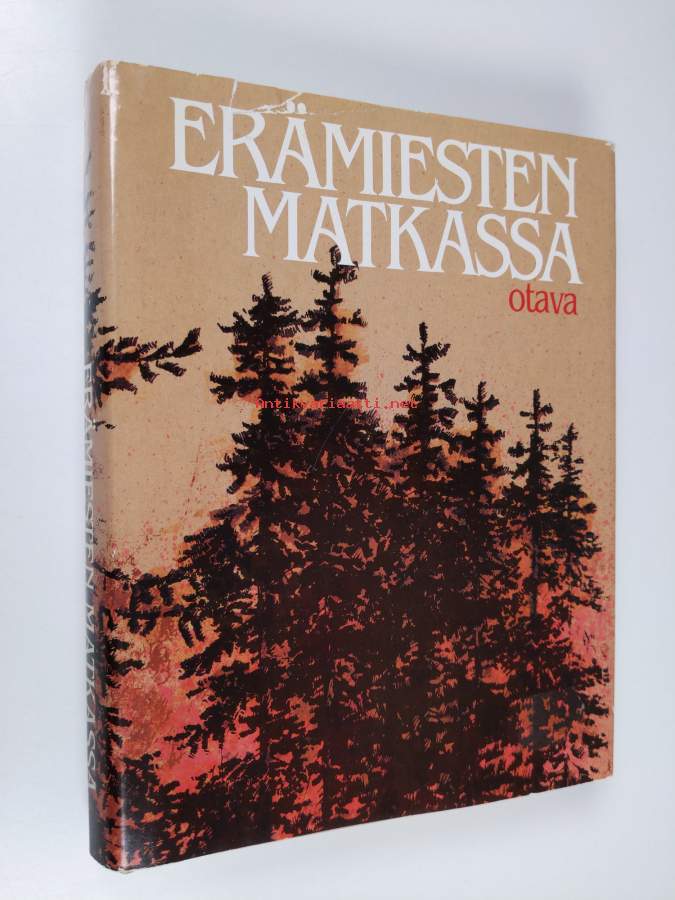 ERÄMIESTEN
MATKASSA
otava
Antikvariaatti.net
ERÄMIESTEN MATKASSA